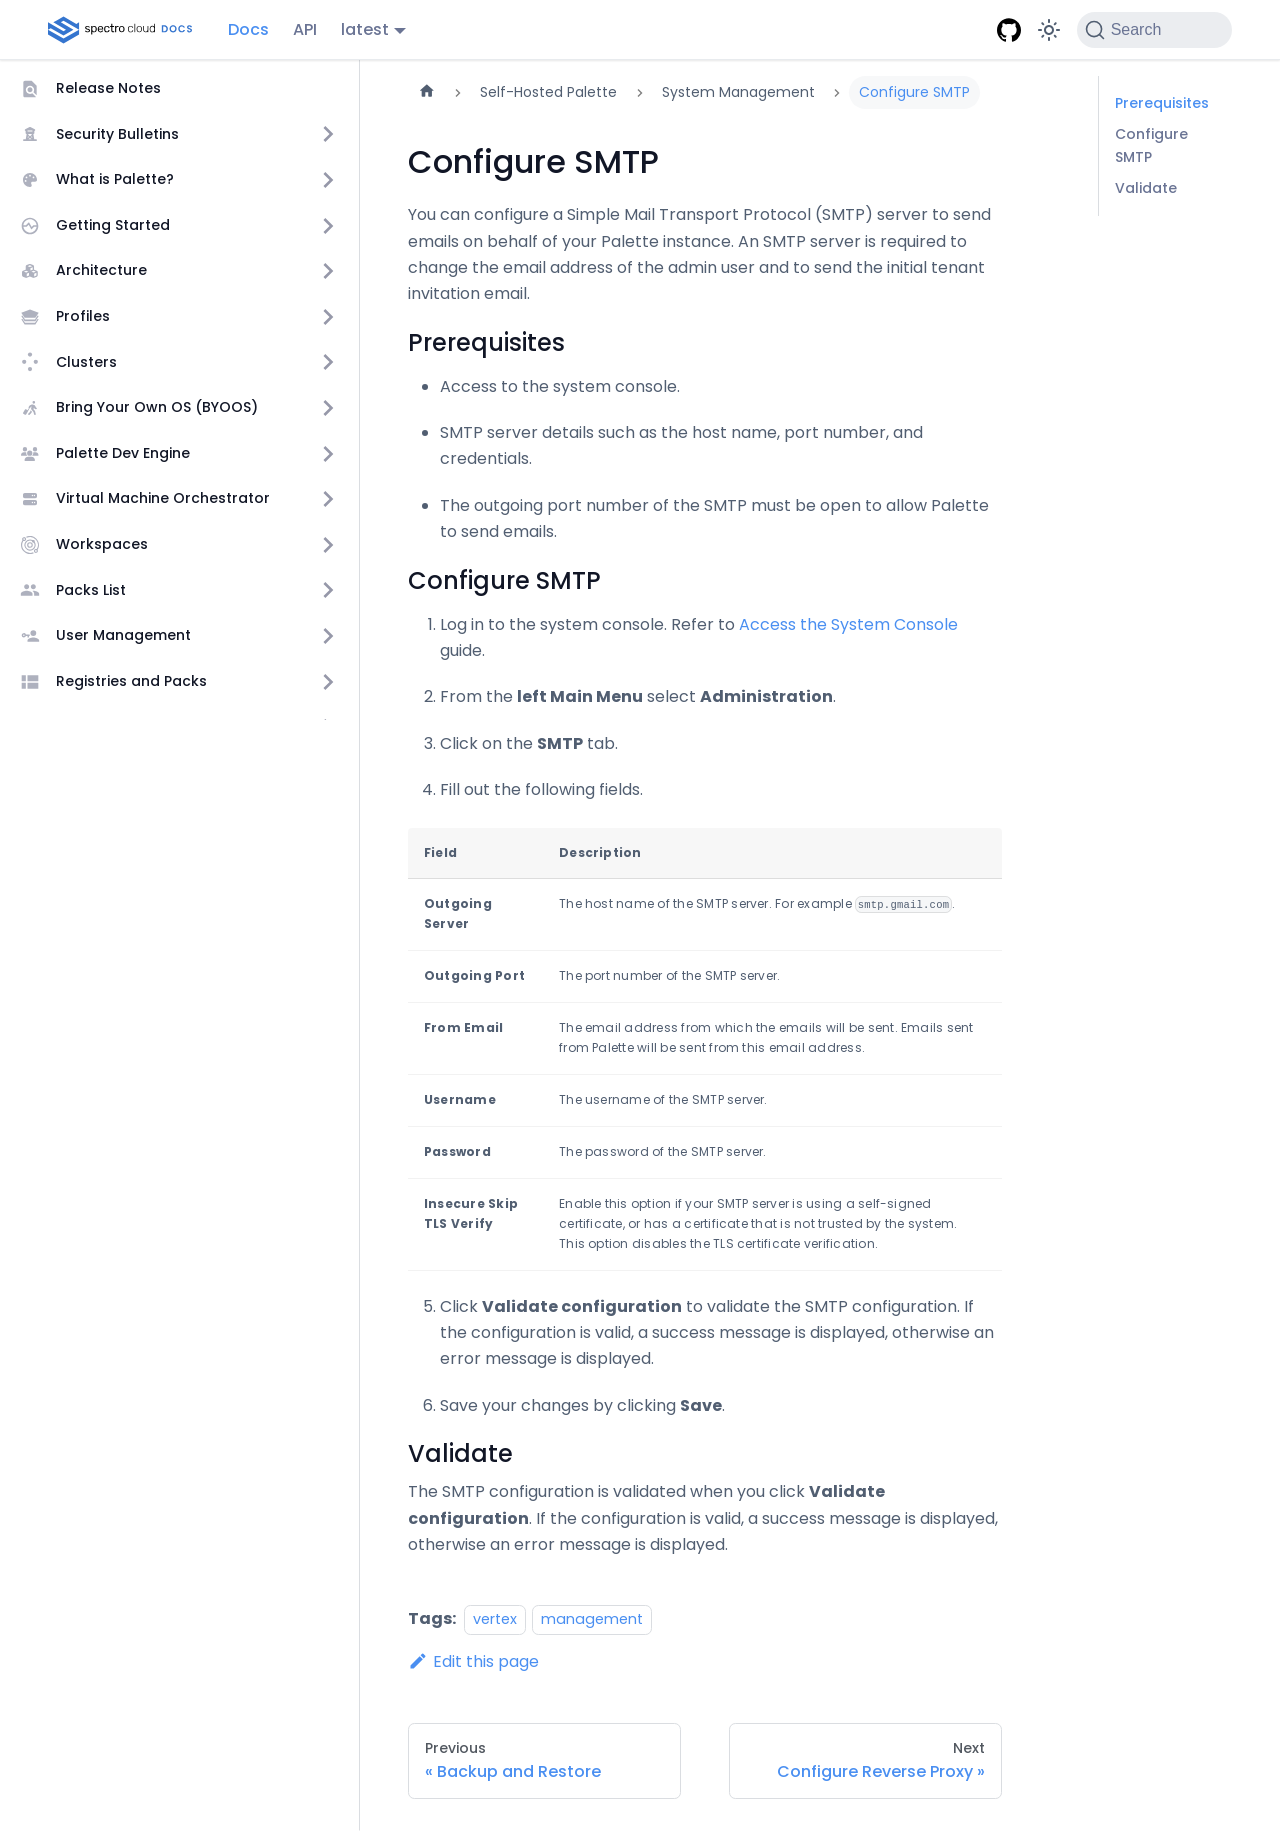 spectro cloud DOCS Docs API latest Search
Release Notes
Security Bulletins
What is Palette?
Getting Started
Architecture
Profiles
Clusters
Bring Your Own OS (BYOOS)
Palette Dev Engine
Virtual Machine Orchestrator
Workspaces
Packs List
User Management
Registries and Packs
Self-Hosted Palette System Management Configure SMTP
Configure SMTP
You can configure a Simple Mail Transport Protocol (SMTP) server to send
emails on behalf of your Palette instance. An SMTP server is required to
change the email address of the admin user and to send the initial tenant
invitation email.
Prerequisites
Access to the system console.
SMTP server details such as the host name, port number, and
credentials.
The outgoing port number of the SMTP must be open to allow Palette
to send emails.
Configure SMTP
1. Log in to the system console. Refer to Access the System Console
guide.
2. From the left Main Menu select Administration.
3. Click on the SMTP tab.
4. Fill out the following fields.
Field Description
Outgoing The host name of the SMTP server. For example smtp.gmail.com.
Server
Outgoing Port The port number of the SMTP server.
From Email The email address from which the emails will be sent. Emails sent
from Palette will be sent from this email address.
Username The username of the SMTP server.
Password The password of the SMTP server.
Insecure Skip Enable this option if your SMTP server is using a self-signed
TLS Verify certificate, or has a certificate that is not trusted by the system.
This option disables the TLS certificate verification.
5. Click Validate configuration to validate the SMTP configuration. If
the configuration is valid, a success message is displayed, otherwise an
error message is displayed.
6. Save your changes by clicking Save.
Validate
The SMTP configuration is validated when you click Validate
configuration. If the configuration is valid, a success message is displayed,
otherwise an error message is displayed.
Tags: vertex management
Edit this page
Previous
« Backup and Restore
Next
Configure Reverse Proxy »
Prerequisites
Configure
SMTP
Validate